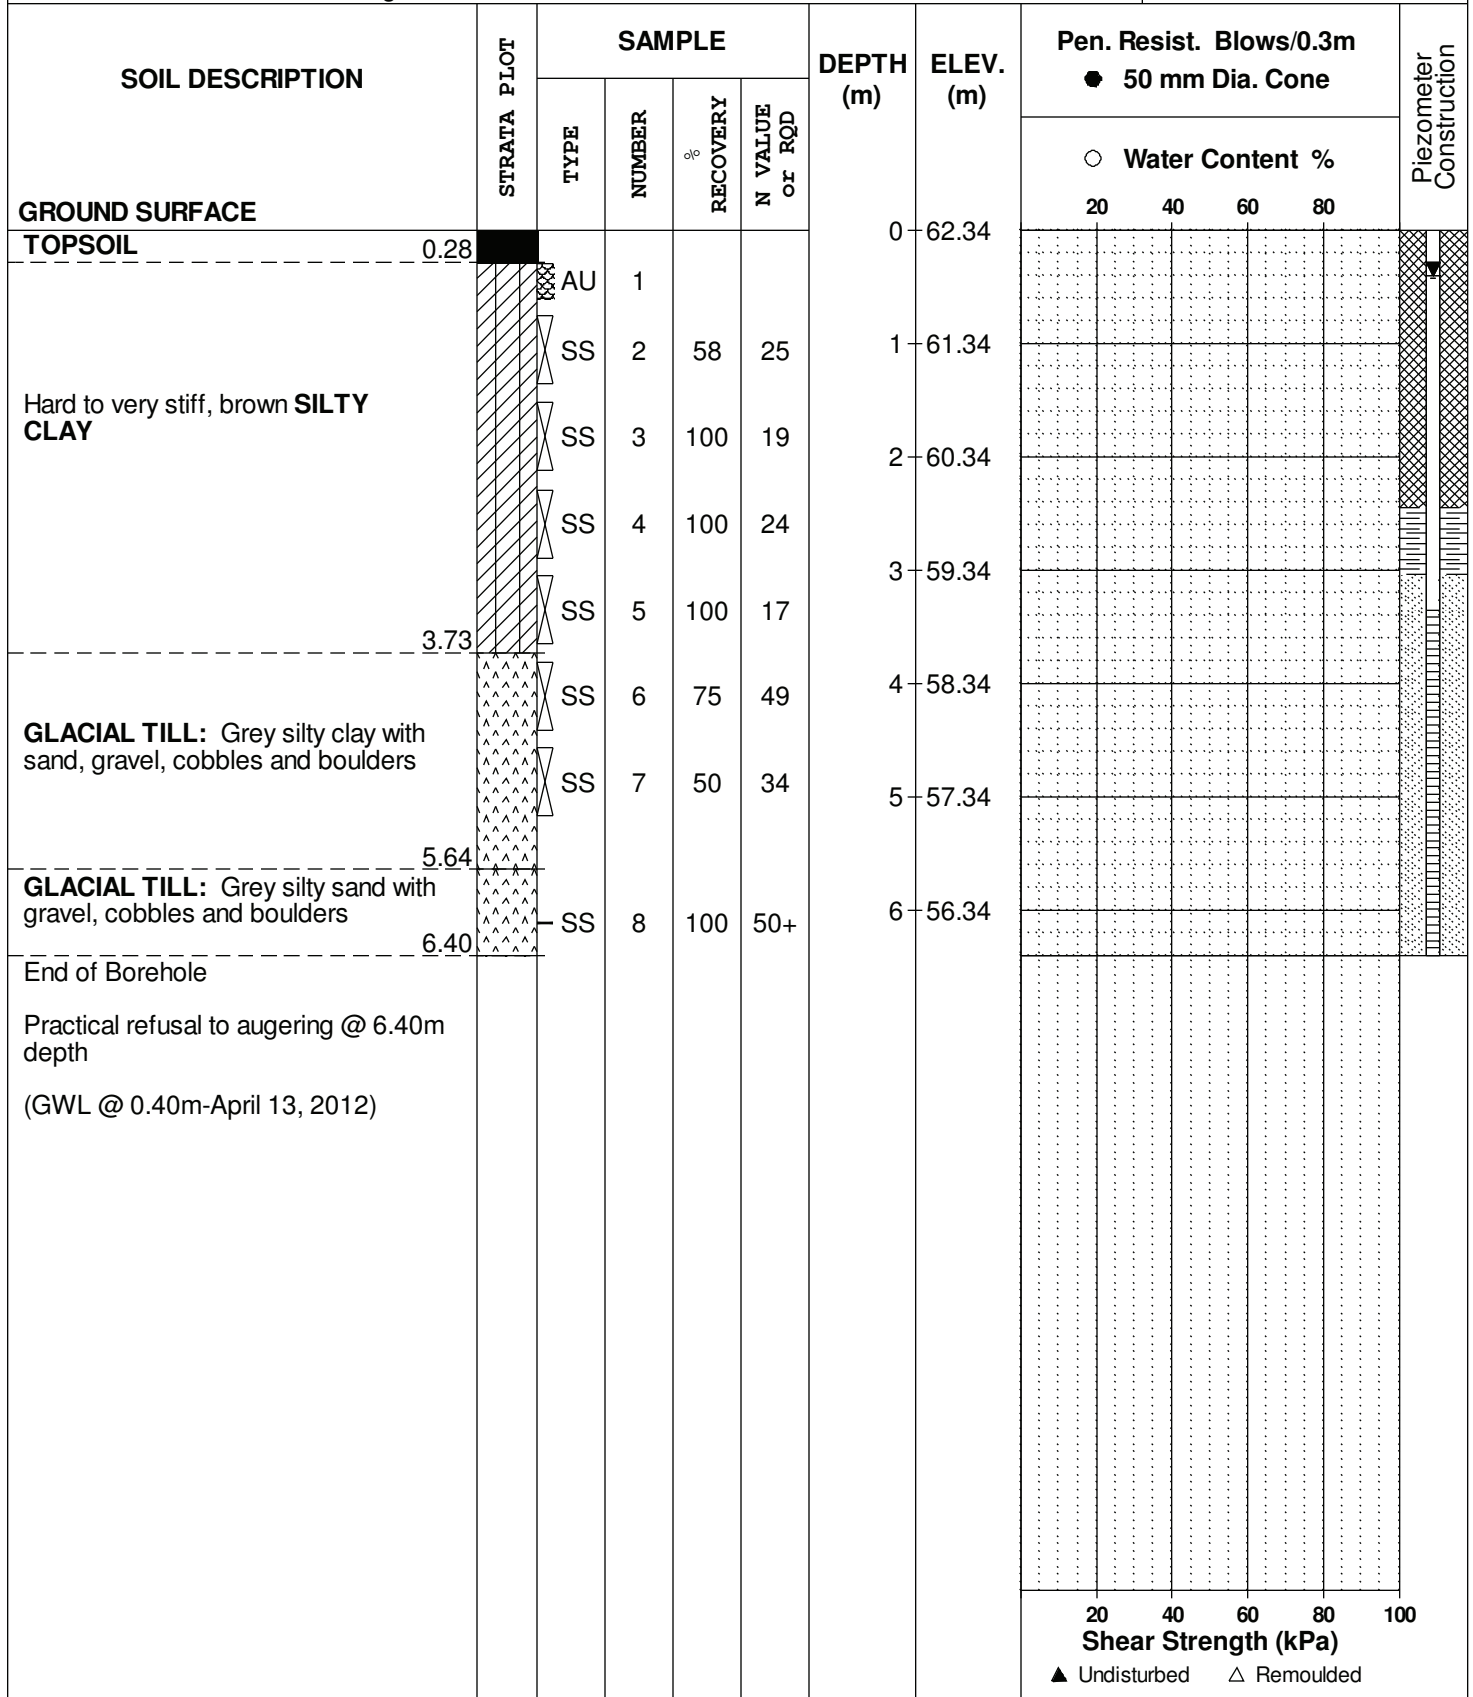 SOIL DESCRIPTION
GROUND SURFACE
STRATA PLOT
SAMPLE
TYPE
NUMBER
% RECOVERY
N VALUE or RQD
DEPTH (m)
ELEV. (m)
Pen. Resist. Blows/0.3m
● 50 mm Dia. Cone
○ Water Content %
20 40 60 80
Piezometer Construction
0 62.34
TOPSOIL 0.28
AU 1
SS 2 58 25
1 61.34
Hard to very stiff, brown SILTY
CLAY
SS 3 100 19
2 60.34
SS 4 100 24
3 59.34
SS 5 100 17
3.73
SS 6 75 49
4 58.34
GLACIAL TILL: Grey silty clay with
sand, gravel, cobbles and boulders
SS 7 50 34
5 57.34
5.64
GLACIAL TILL: Grey silty sand with
gravel, cobbles and boulders
SS 8 100 50+
6 56.34
6.40
End of Borehole
Practical refusal to augering @ 6.40m
depth
(GWL @ 0.40m-April 13, 2012)
20 40 60 80 100
Shear Strength (kPa)
▲ Undisturbed △ Remoulded